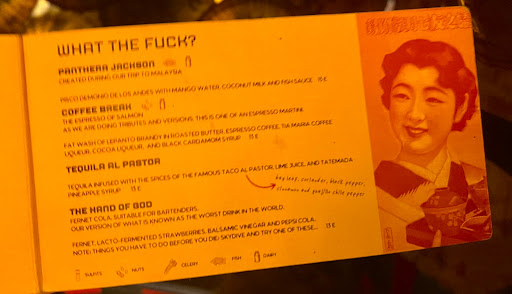 WHAT THE FUCK?
PANTHERA JACKSON
CREATED DURING OUR TRIP TO MALAYSIA
PISCO DEMONIO DE LOS ANDES WITH MANGO WATER, COCONUT MILK AND FISH SAUCE 15 €
COFFEE BREAK
THE ESPRESSO OF SALMON
AS WE ARE DOING TRIBUTES AND VERSIONS, THIS IS ONE OF AN ESPRESSO MARTINI.
FAT WASH OF LEPANTO BRANDY IN ROASTED BUTTER, ESPRESSO COFFEE, TIA MARIA COFFEE
LIQUEUR, COCOA LIQUEUR, AND BLACK CARDAMOM SYRUP 15 €
TEQUILA AL PASTOR
TEQUILA INFUSED WITH THE SPICES OF THE FAMOUS TACO AL PASTOR, LIME JUICE, AND TATEMADA
PINEAPPLE SYRUP 13 €
bay leaf, coriander, black pepper,
cinnamon and guajillo chile pepper
THE HAND OF GOD
FERNET COLA, SUITABLE FOR BARTENDERS.
OUR VERSION OF WHAT IS KNOWN AS THE WORST DRINK IN THE WORLD.
FERNET, LACTO-FERMENTED STRAWBERRIES, BALSAMIC VINEGAR AND PEPSI COLA.
NOTE: THINGS YOU HAVE TO DO BEFORE YOU DIE: SKYDIVE AND TRY ONE OF THESE... 13 €
SULFITS NUTS CELERY FISH DAIRY